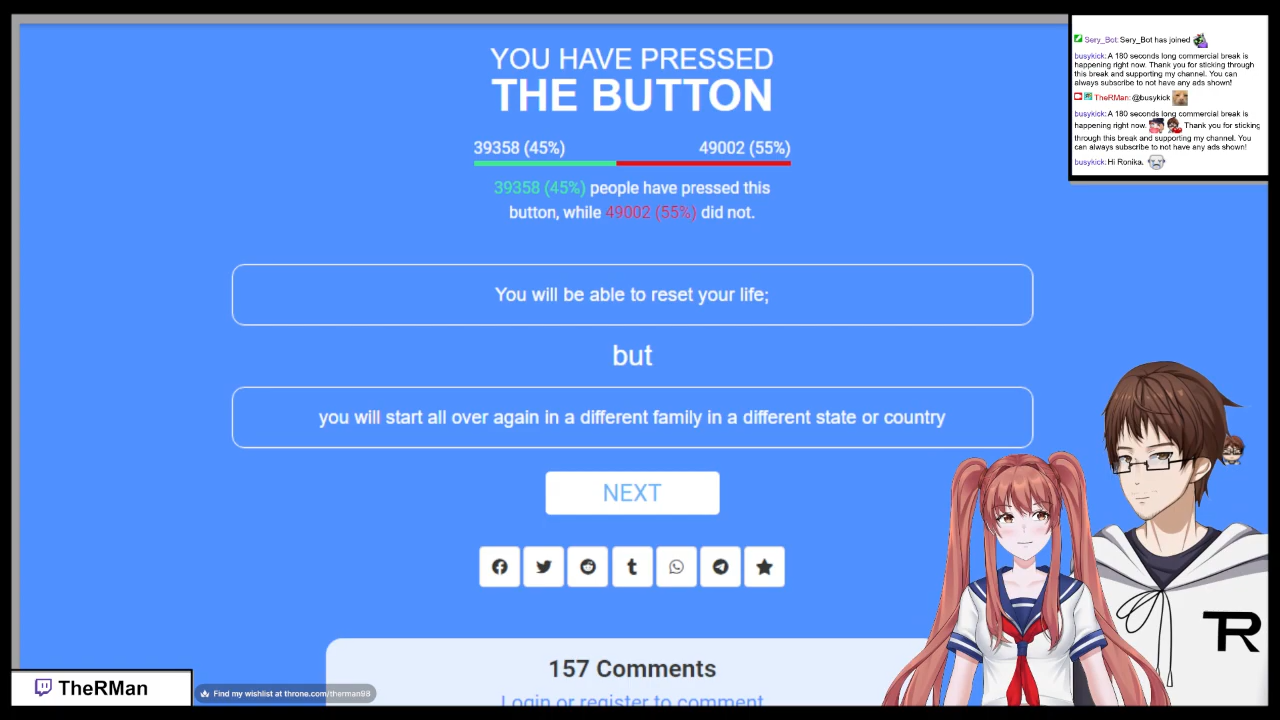 YOU HAVE PRESSED
THE BUTTON
39358 (45%)
49002 (55%)
39358 (45%) people have pressed this
button, while 49002 (55%) did not.
You will be able to reset your life;
but
you will start all over again in a different family in a different state or country
NEXT
157 Comments
Login or register to comment
Sery_Bot: Sery_Bot has joined
busykick: A 180 seconds long commercial break is
happening right now. Thank you for sticking through
this break and supporting my channel. You can
always subscribe to not have any ads shown!
TheRMan: @busykick
busykick: A 180 seconds long commercial break is
happening right now. Thank you for sticking
through this break and supporting my channel. You
can always subscribe to not have any ads shown!
busykick: Hi Ronika.
TR
TheRMan
Find my wishlist at throne.com/therman98